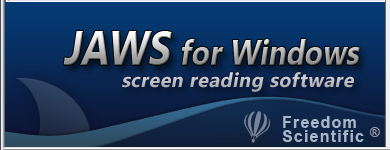 JAWS for Windows
screen reading software
Freedom
Scientific ®